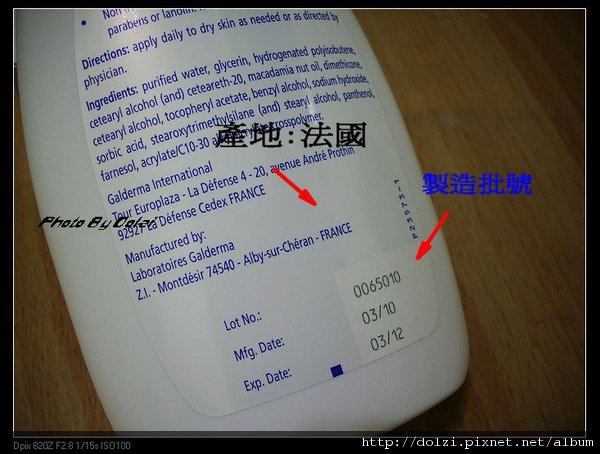 parabens or lanolin.
Directions: apply daily to dry skin as needed or as directed by
physician.
Ingredients: purified water, glycerin, hydrogenated polyisobutene,
cetearyl alcohol (and) ceteareth-20, macadamia nut oil, dimethicone,
cetearyl alcohol, tocopheryl acetate, benzyl alcohol, sodium hydroxide,
sorbic acid, stearoxytrimethylsilane (and) stearyl alcohol, panthenol,
farnesol, acrylate/C10-30 crosspolymer.
產地:法國
Galderma International
Tour Europlaza - La Défense 4 - 20, avenue André Prothin
La Défense Cedex FRANCE
Photo By Dolzi
製造批號
Manufactured by:
Laboratoires Galderma
Z.I. - Montdésir 74540 - Alby-sur-Chéran - FRANCE
P23573-1
Lot No.: 0065010
Mfg. Date: 03/10
Exp. Date: 03/12
Dpix 820Z F2.8 1/15s ISO100
http://dolzi.pixnet.net/album